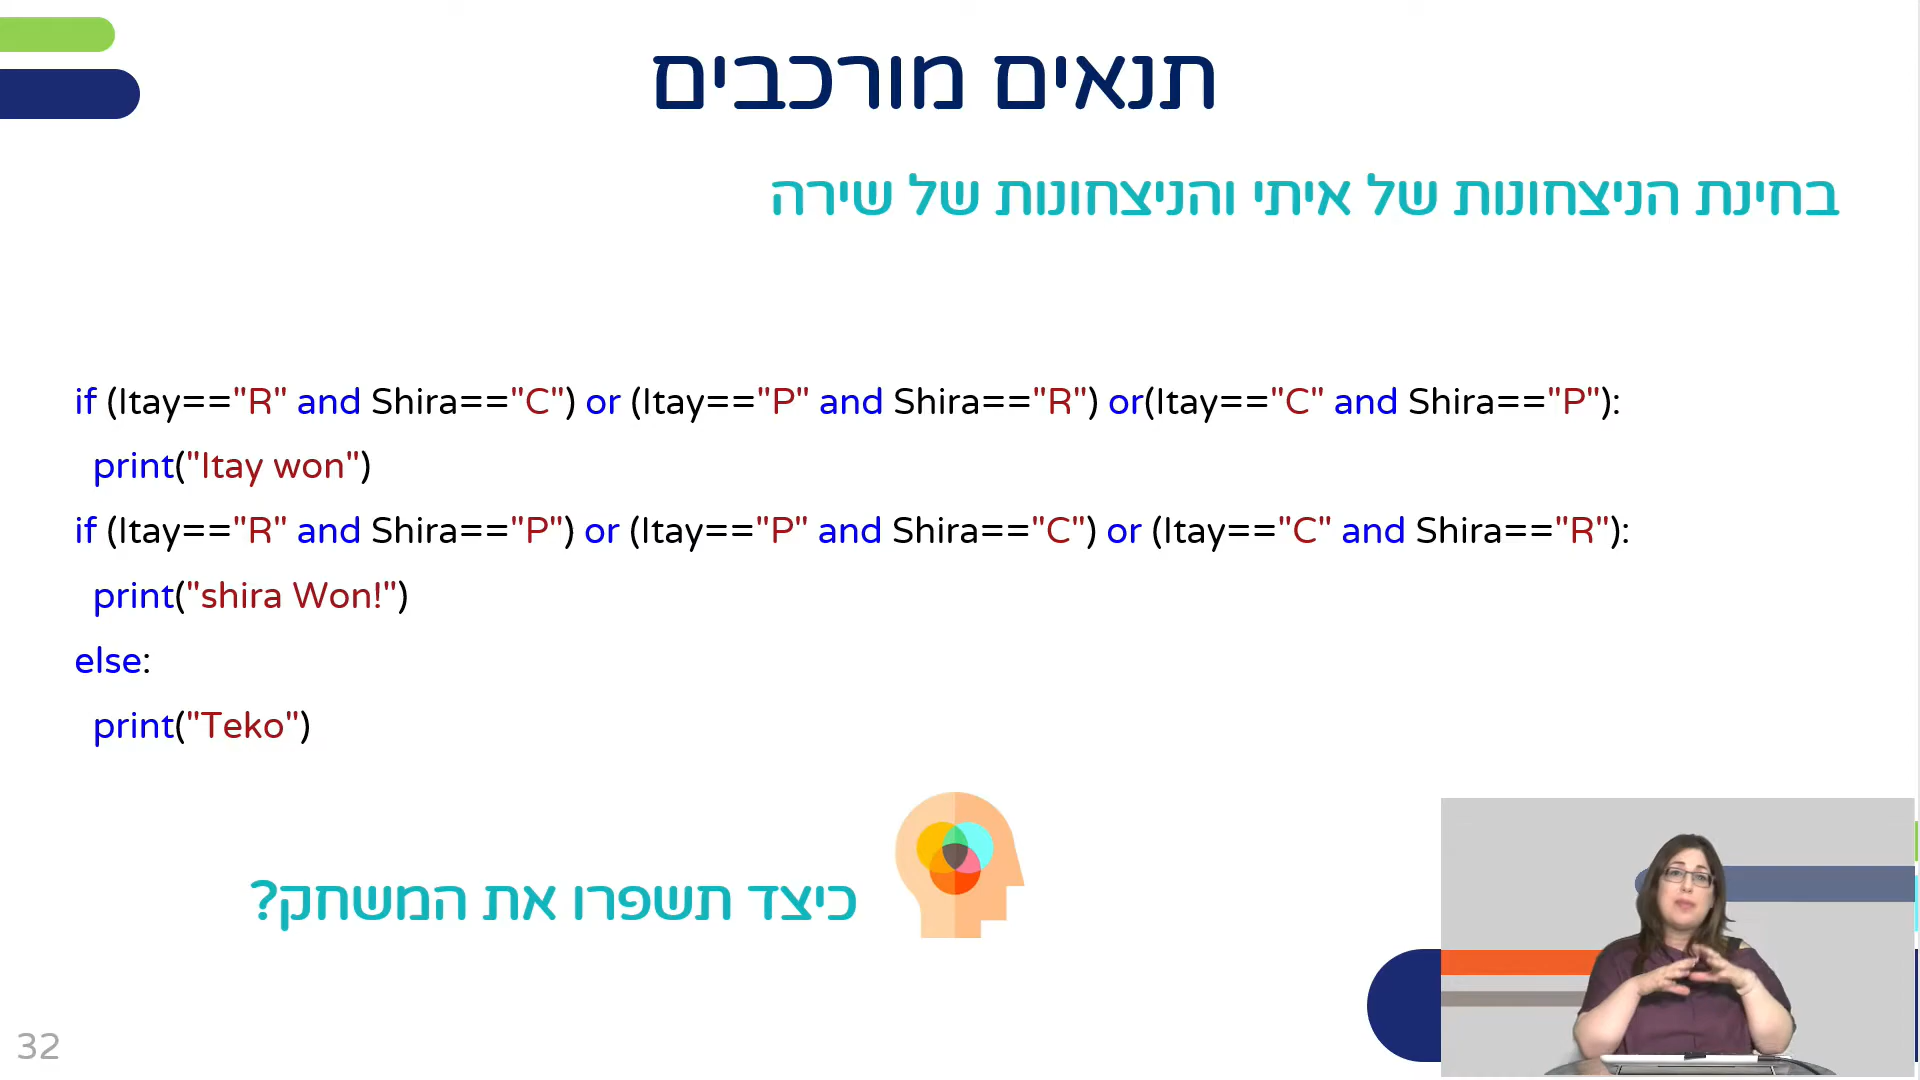 תנאים מורכבים
בחינת הניצחונות של איתי והניצחונות של שירה
if (Itay=="R" and Shira=="C") or (Itay=="P" and Shira=="R") or(Itay=="C" and Shira=="P"):
print("Itay won")
if (Itay=="R" and Shira=="P") or (Itay=="P" and Shira=="C") or (Itay=="C" and Shira=="R"):
print("shira Won!")
else:
print("Teko")
כיצד תשפרו את המשחק?
32